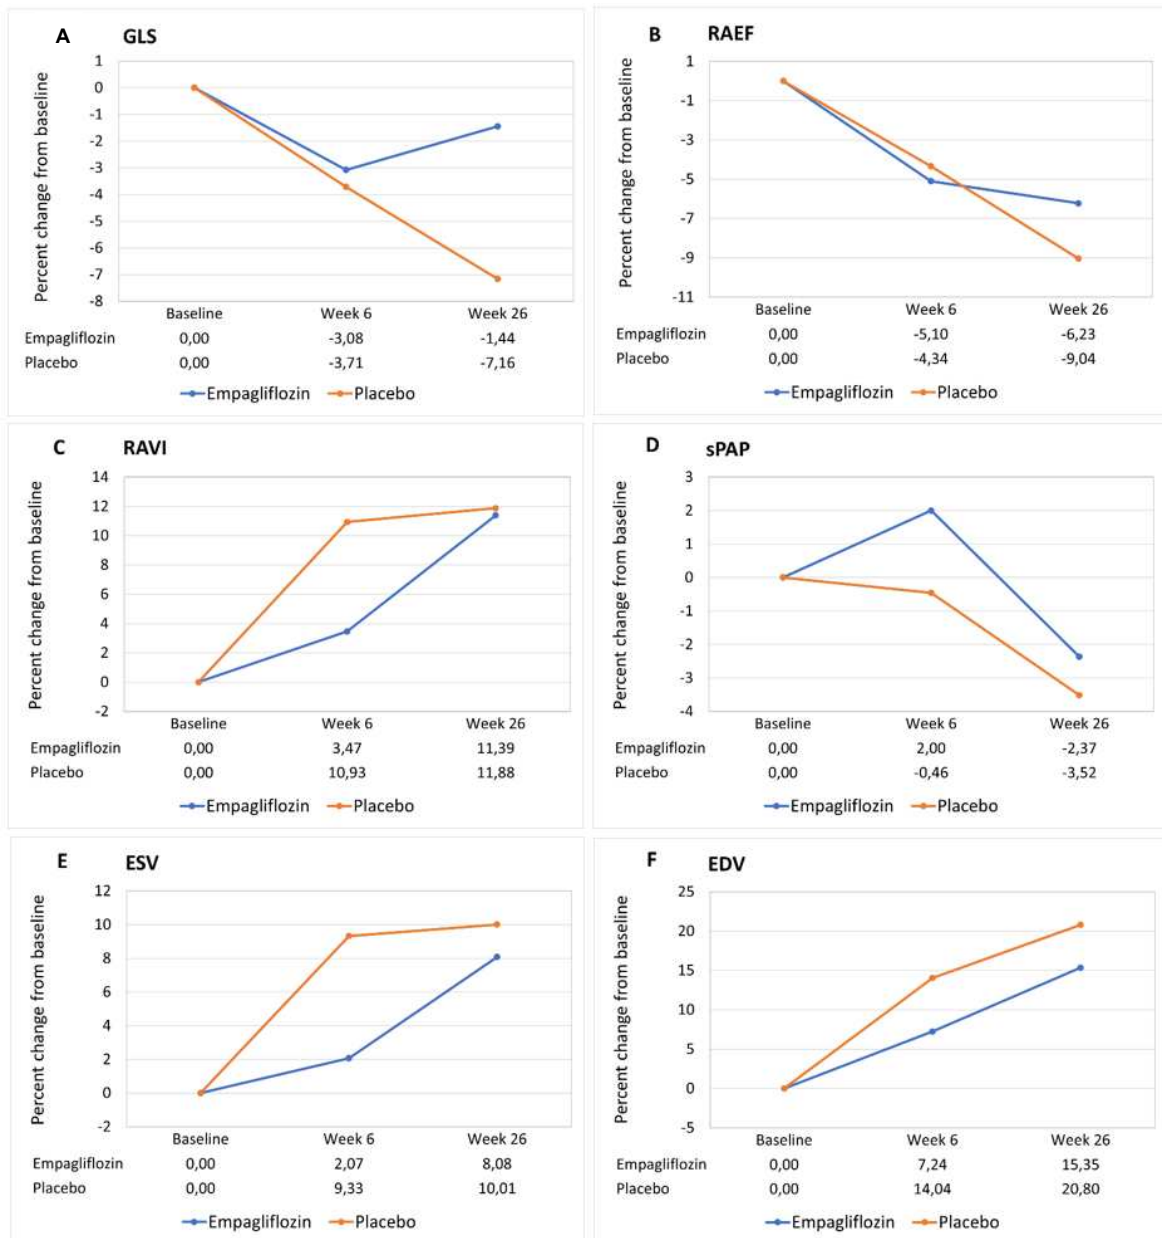 A GLS
Percent change from baseline
1
0
-1
-2
-3
-4
-5
-6
-7
-8
Baseline Week 6 Week 26
Empagliflozin 0,00 -3,08 -1,44
Placebo 0,00 -3,71 -7,16
Empagliflozin Placebo
B RAEF
Percent change from baseline
1
-1
-3
-5
-7
-9
-11
Baseline Week 6 Week 26
Empagliflozin 0,00 -5,10 -6,23
Placebo 0,00 -4,34 -9,04
Empagliflozin Placebo
C RAVI
Percent change from baseline
14
12
10
8
6
4
2
0
-2
Baseline Week 6 Week 26
Empagliflozin 0,00 3,47 11,39
Placebo 0,00 10,93 11,88
Empagliflozin Placebo
D sPAP
Percent change from baseline
3
2
1
0
-1
-2
-3
-4
Baseline Week 6 Week 26
Empagliflozin 0,00 2,00 -2,37
Placebo 0,00 -0,46 -3,52
Empagliflozin Placebo
E ESV
Percent change from baseline
12
10
8
6
4
2
0
-2
Baseline Week 6 Week 26
Empagliflozin 0,00 2,07 8,08
Placebo 0,00 9,33 10,01
Empagliflozin Placebo
F EDV
Percent change from baseline
25
20
15
10
5
0
-5
Baseline Week 6 Week 26
Empagliflozin 0,00 7,24 15,35
Placebo 0,00 14,04 20,80
Empagliflozin Placebo